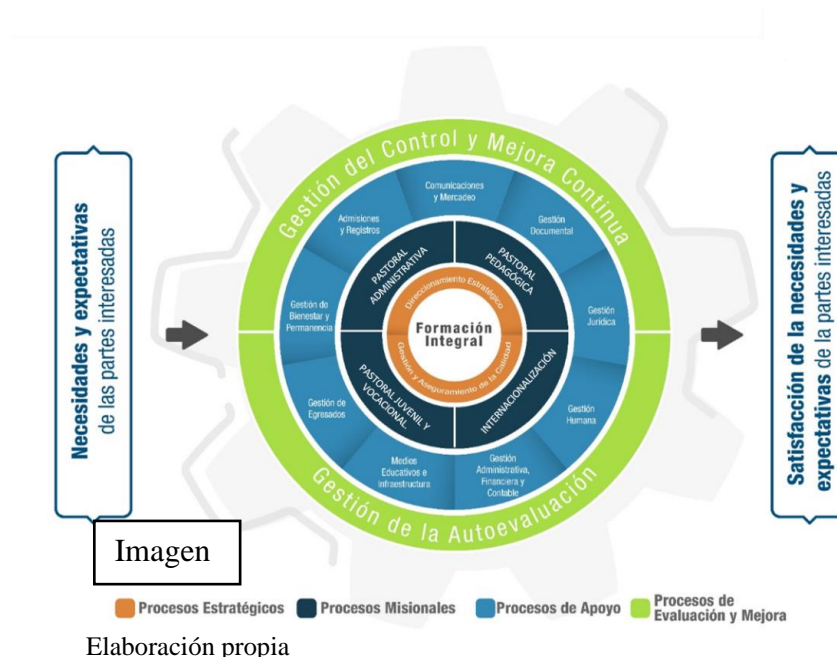 Necesidades y expectativas
de las partes interesadas
Gestión del Control y Mejora Continua
Comunicaciones
y Mercadeo
Admisiones
y Registros
Gestión
Documental
Gestión de
Bienestar y
Permanencia
Gestión
Jurídica
Gestión de
Egresados
Gestión
Humana
Medios
Educativos e
Infraestructura
Gestión
Administrativa,
Financiera y
Contable
PASTORAL
ADMINISTRATIVA
PASTORAL
PEDAGÓGICA
PASTORAL JUVENIL Y
VOCACIONAL
INTERNACIONALIZACIÓN
Direccionamiento Estratégico
Formación
Integral
Gestión y Aseguramiento de la Calidad
Gestión de la Autoevaluación
Satisfacción de la necesidades y
expectativas de la partes interesadas
Imagen
Procesos Estratégicos
Procesos Misionales
Procesos de Apoyo
Procesos de
Evaluación y Mejora
Elaboración propia